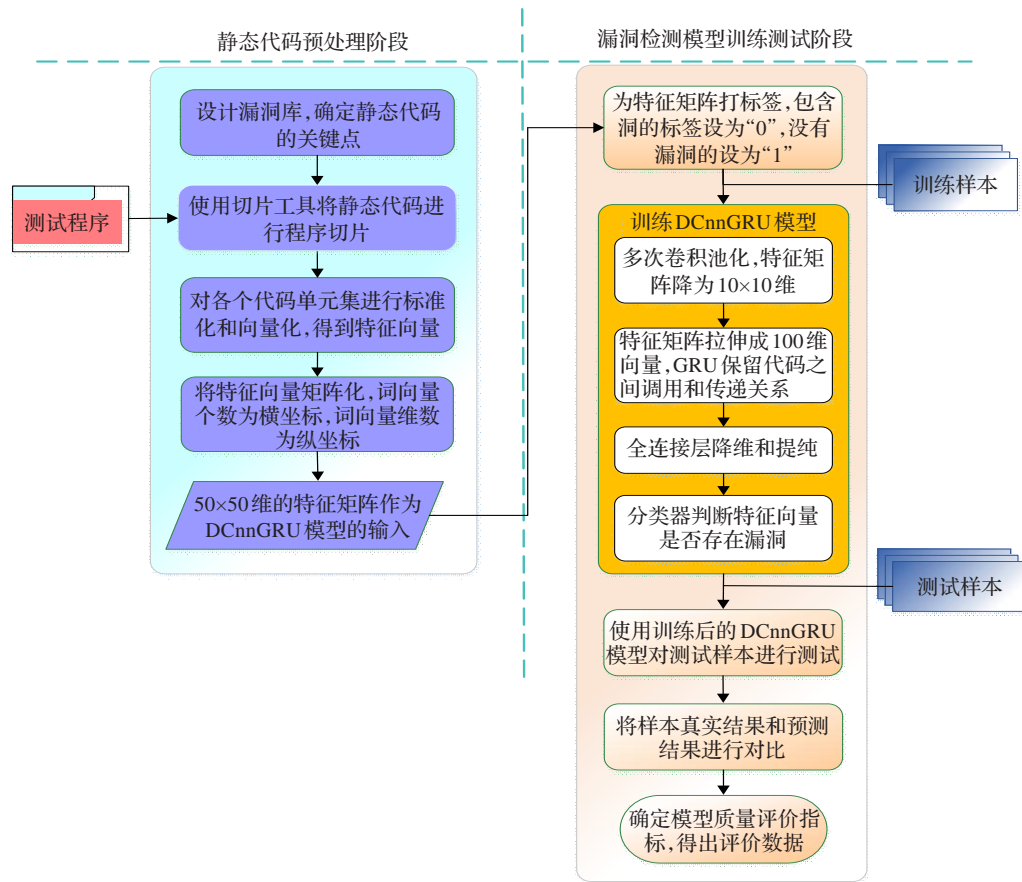 静态代码预处理阶段
设计漏洞库,确定静态代码
的关键点
测试程序
使用切片工具将静态代码进
行程序切片
对各个代码单元集进行标准
化和向量化,得到特征向量
将特征向量矩阵化,词向量
个数为横坐标,词向量维数
为纵坐标
50×50维的特征矩阵作为
DCnnGRU模型的输入
漏洞检测模型训练测试阶段
为特征矩阵打标签,包含
洞的标签设为“0”,没有
漏洞的设为“1”
训练样本
训练DCnnGRU模型
多次卷积池化,特征矩
阵降为10×10维
特征矩阵拉伸成100维
向量,GRU保留代码之
间调用和传递关系
全连接层降维和提纯
分类器判断特征向量
是否存在漏洞
测试样本
使用训练后的DCnnGRU
模型对测试样本进行测试
将样本真实结果和预测
结果进行对比
确定模型质量评价指
标,得出评价数据